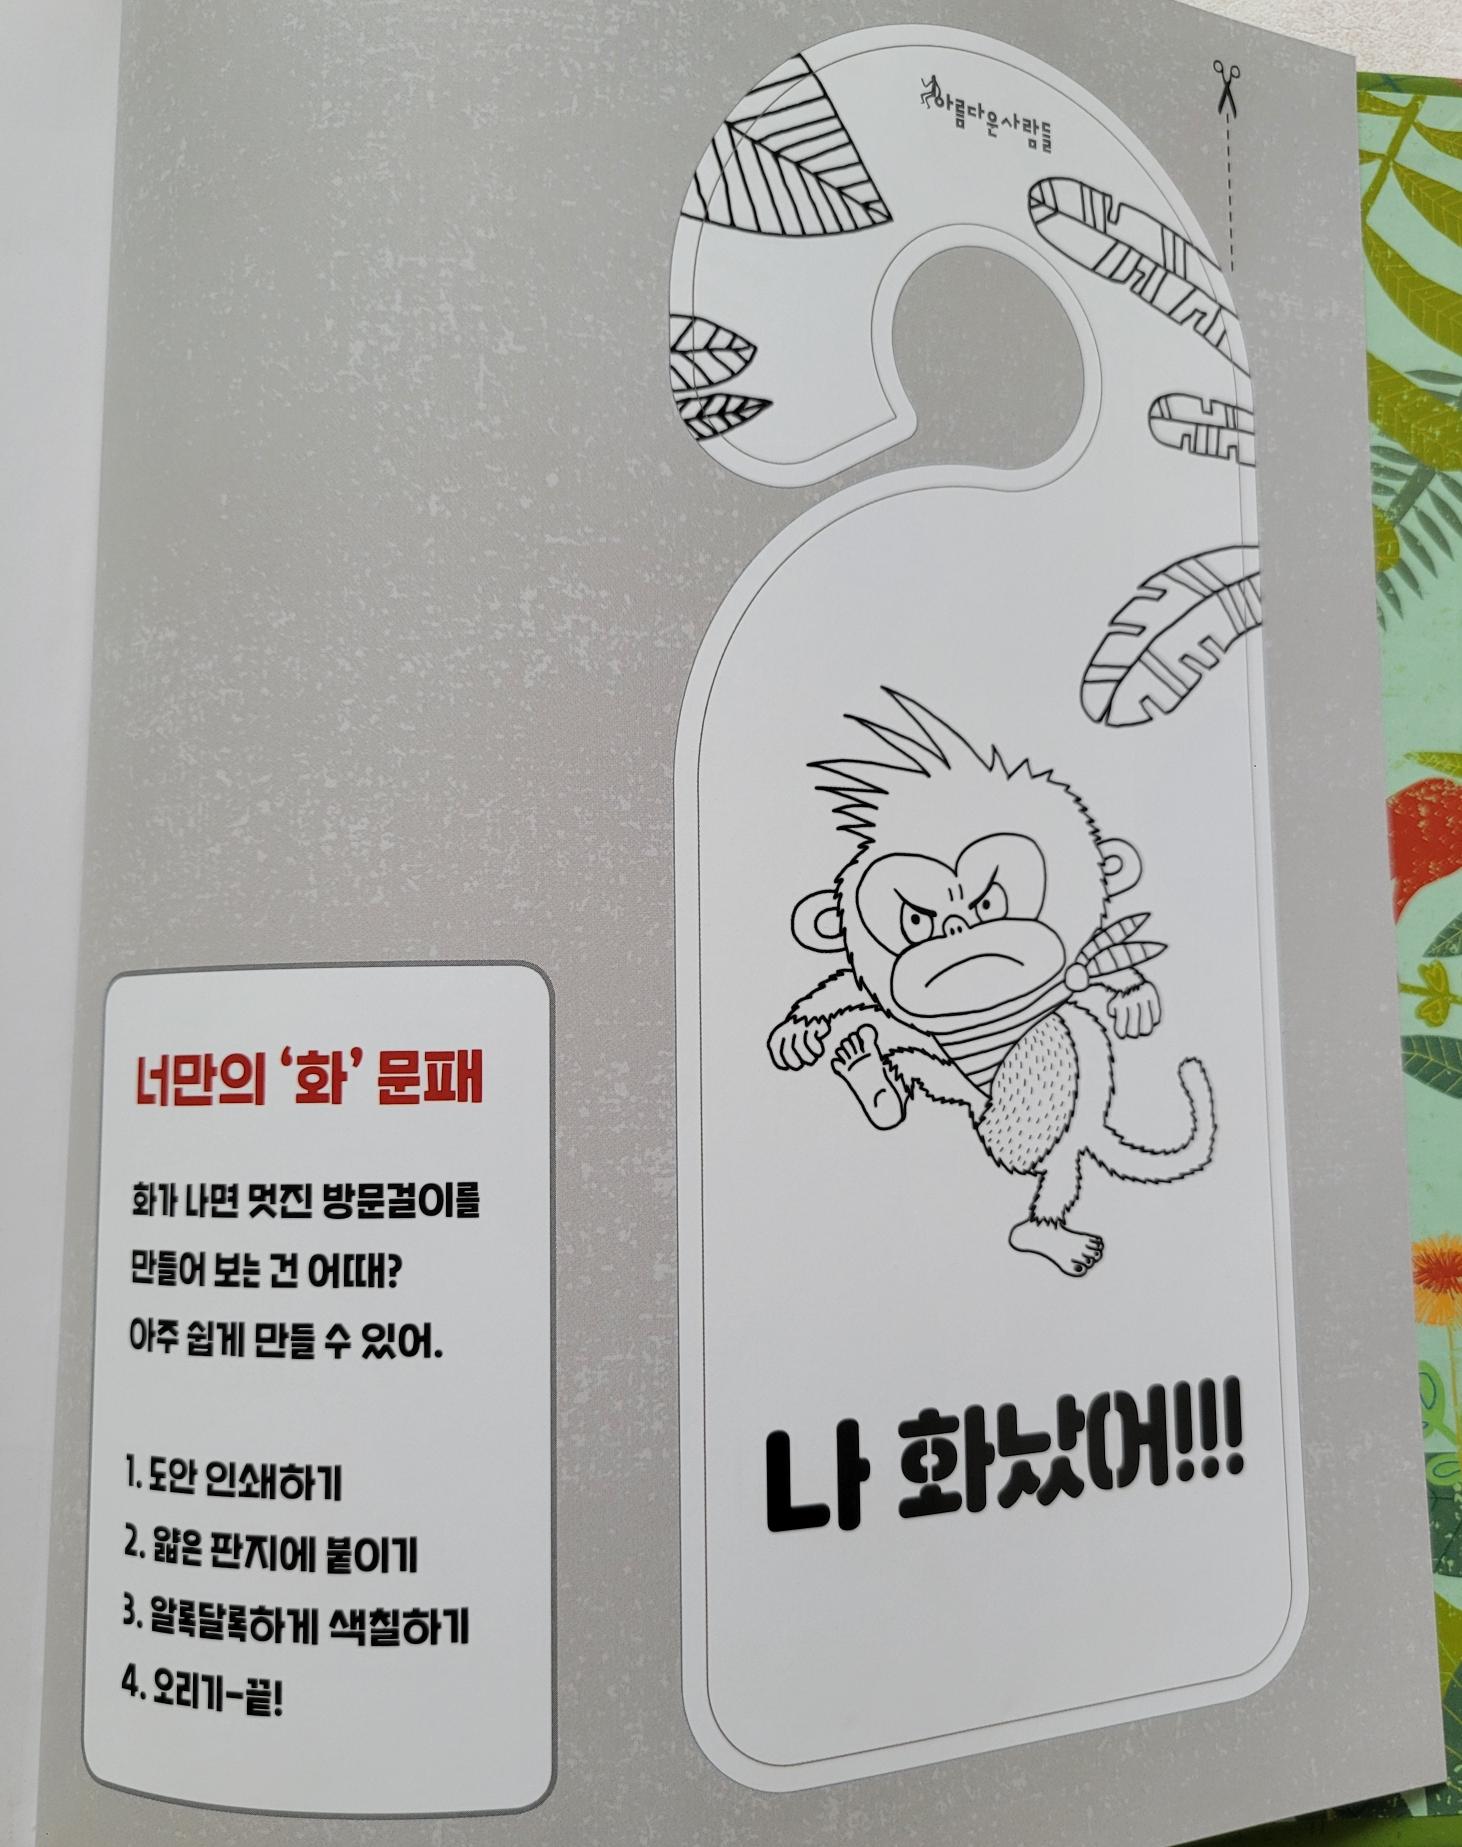 아름다운사람들
너만의 ‘화’ 문패
화가 나면 멋진 방문걸이를
만들어 보는 건 어때?
아주 쉽게 만들 수 있어.
1. 도안 인쇄하기
2. 얇은 판지에 붙이기
3. 알록달록하게 색칠하기
4. 오리기-끝!
나 화났어!!!